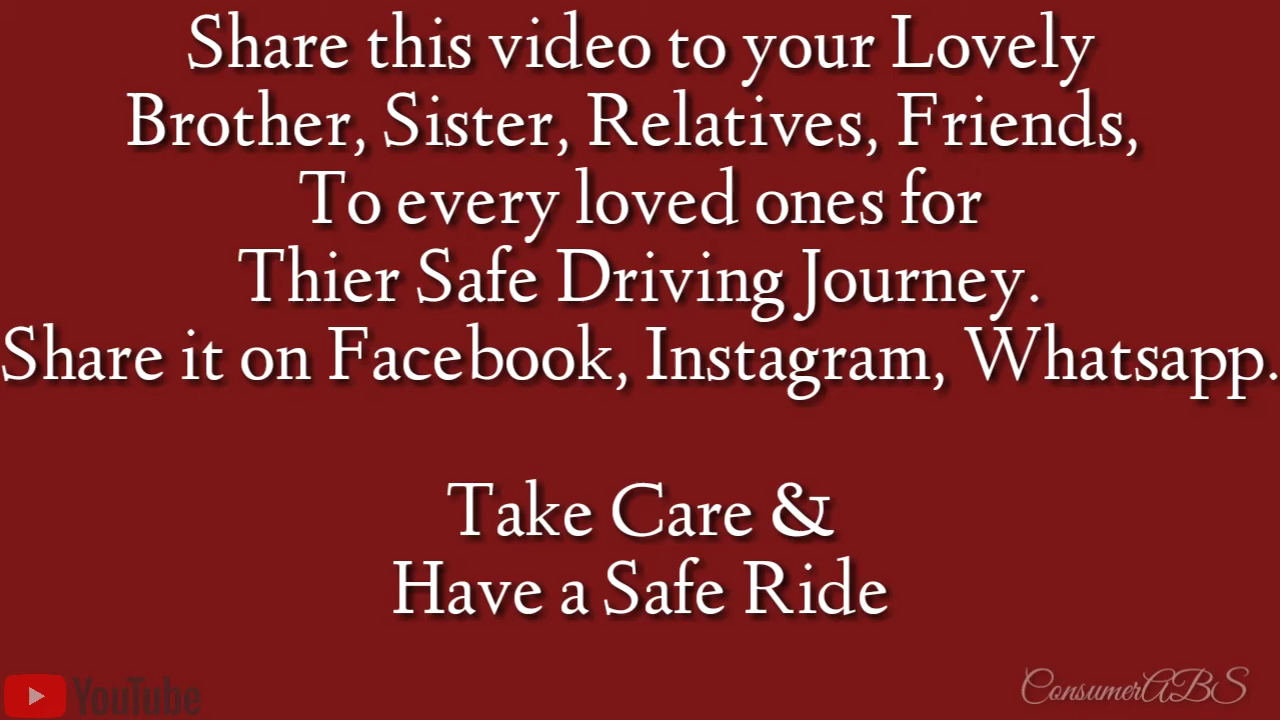 Share this video to your Lovely
Brother, Sister, Relatives, Friends,
To every loved ones for
Thier Safe Driving Journey.
Share it on Facebook, Instagram, Whatsapp.
Take Care &
Have a Safe Ride
YouTube
ConsumerABS